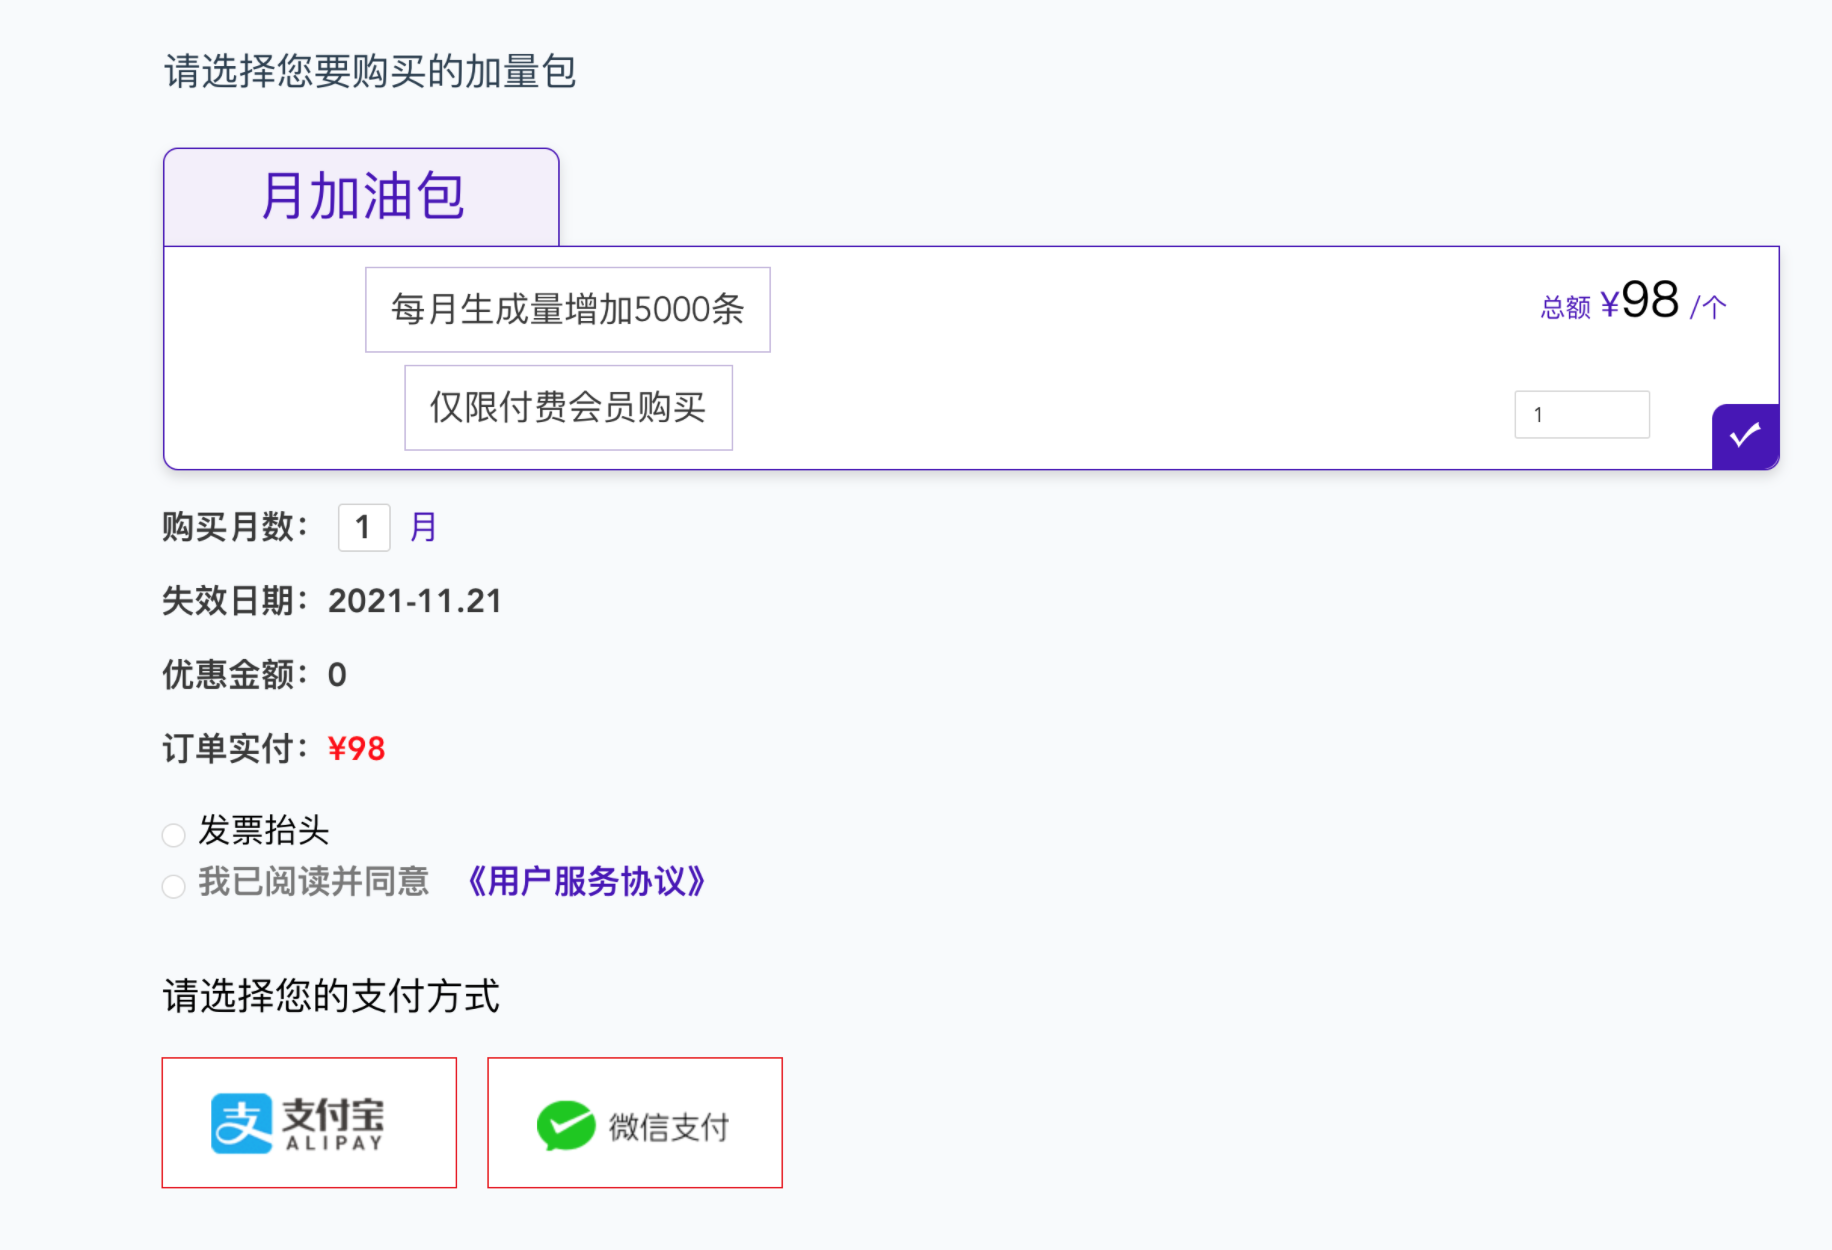 请选择您要购买的加量包
月加油包
每月生成量增加5000条
总额 ¥98 /个
仅限付费会员购买
1
购买月数： 1 月
失效日期：2021-11.21
优惠金额：0
订单实付：¥98
发票抬头
我已阅读并同意 《用户服务协议》
请选择您的支付方式
支付宝
ALIPAY
微信支付